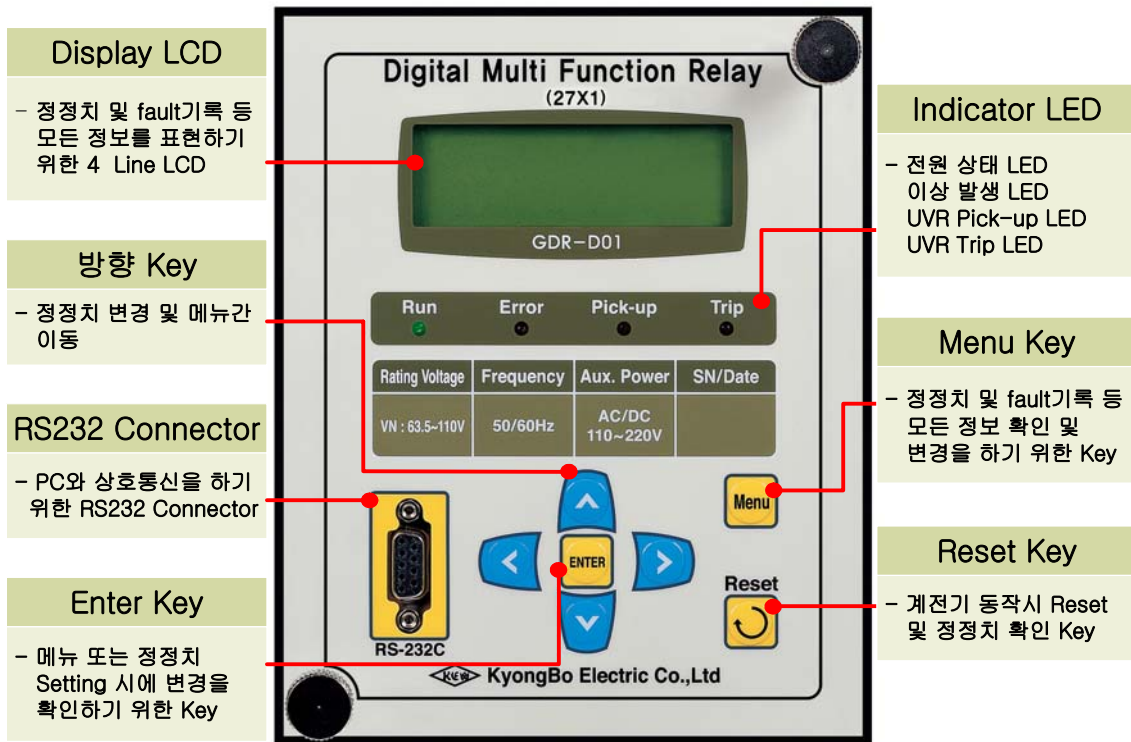 Display LCD
- 정정치 및 fault기록 등
모든 정보를 표현하기
위한 4 Line LCD
방향 Key
- 정정치 변경 및 메뉴간
이동
RS232 Connector
- PC와 상호통신을 하기
위한 RS232 Connector
Enter Key
- 메뉴 또는 정정치
Setting 시에 변경을
확인하기 위한 Key
Digital Multi Function Relay
(27X1)
GDR-D01
Run Error Pick-up Trip
Rating Voltage Frequency Aux. Power SN/Date
VN : 63.5~110V 50/60Hz AC/DC
110~220V
Menu
ENTER
Reset
RS-232C
KEW KyongBo Electric Co.,Ltd
Indicator LED
- 전원 상태 LED
이상 발생 LED
UVR Pick-up LED
UVR Trip LED
Menu Key
- 정정치 및 fault기록 등
모든 정보 확인 및
변경을 하기 위한 Key
Reset Key
- 계전기 동작시 Reset
및 정정치 확인 Key